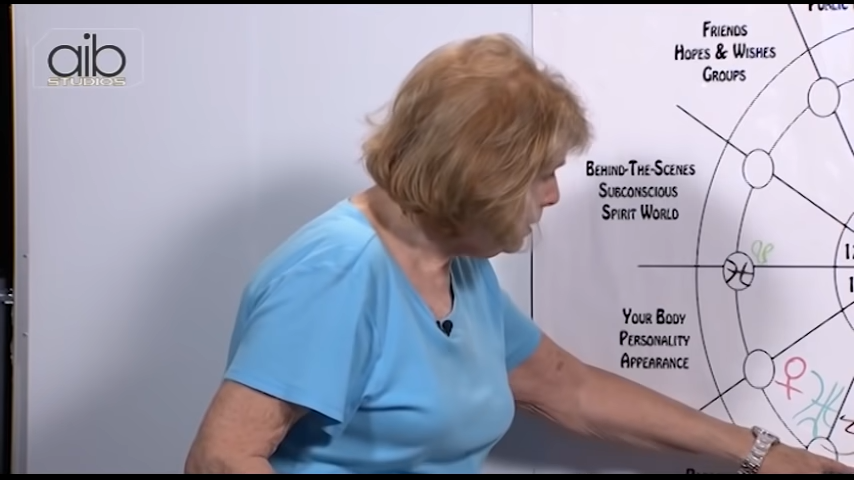 aib
STUDIOS
FRIENDS
HOPES & WISHES
GROUPS
BEHIND-THE-SCENES
SUBCONSCIOUS
SPIRIT WORLD
YOUR BODY
PERSONALITY
APPEARANCE